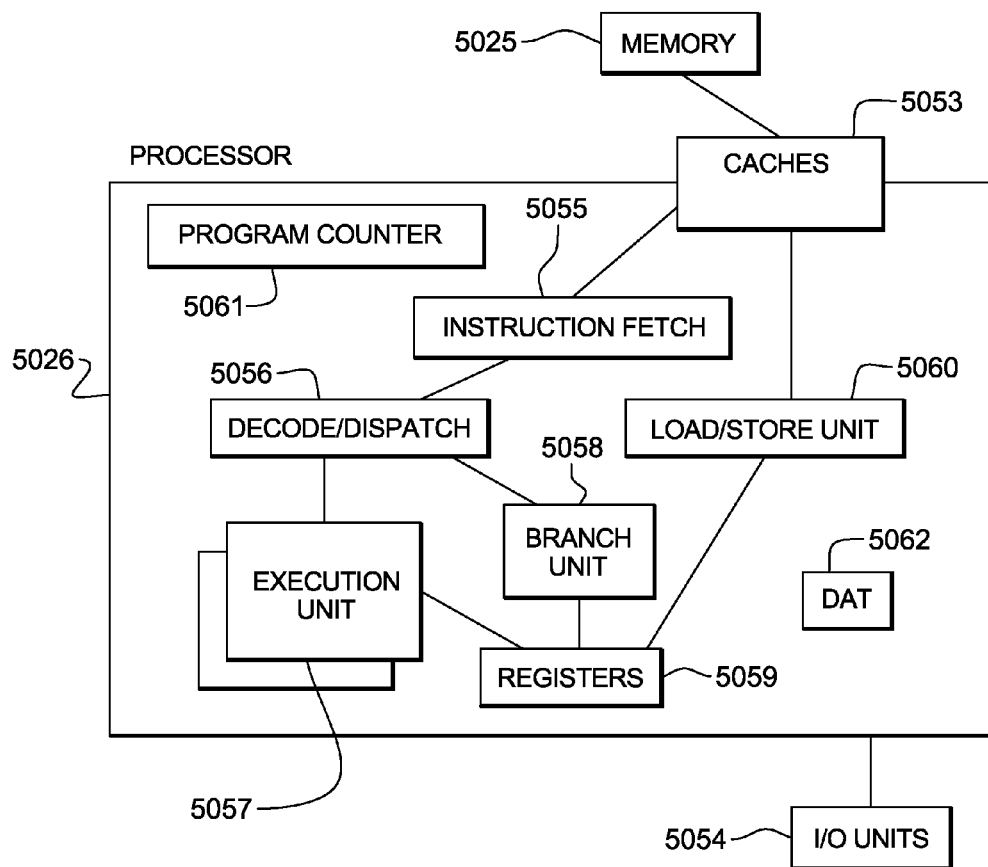 5025
MEMORY
5053
CACHES
PROCESSOR
PROGRAM COUNTER
5061
5055
INSTRUCTION FETCH
5026
5056
DECODE/DISPATCH
5060
LOAD/STORE UNIT
5058
BRANCH
UNIT
5062
DAT
EXECUTION
UNIT
REGISTERS
5059
5057
5054
I/O UNITS